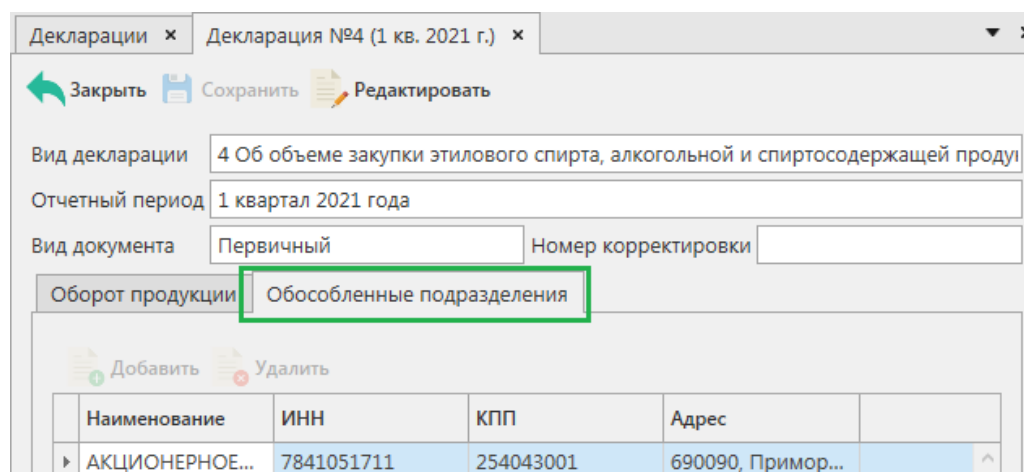 Декларации × Декларация №4 (1 кв. 2021 г.) ×
Закрыть Сохранить Редактировать
Вид декларации 4 Об объеме закупки этилового спирта, алкогольной и спиртосодержащей проду
Отчетный период 1 квартал 2021 года
Вид документа Первичный Номер корректировки
Оборот продукции Обособленные подразделения
Добавить Удалить
Наименование ИНН КПП Адрес
АКЦИОНЕРНОЕ... 7841051711 254043001 690090, Примор...